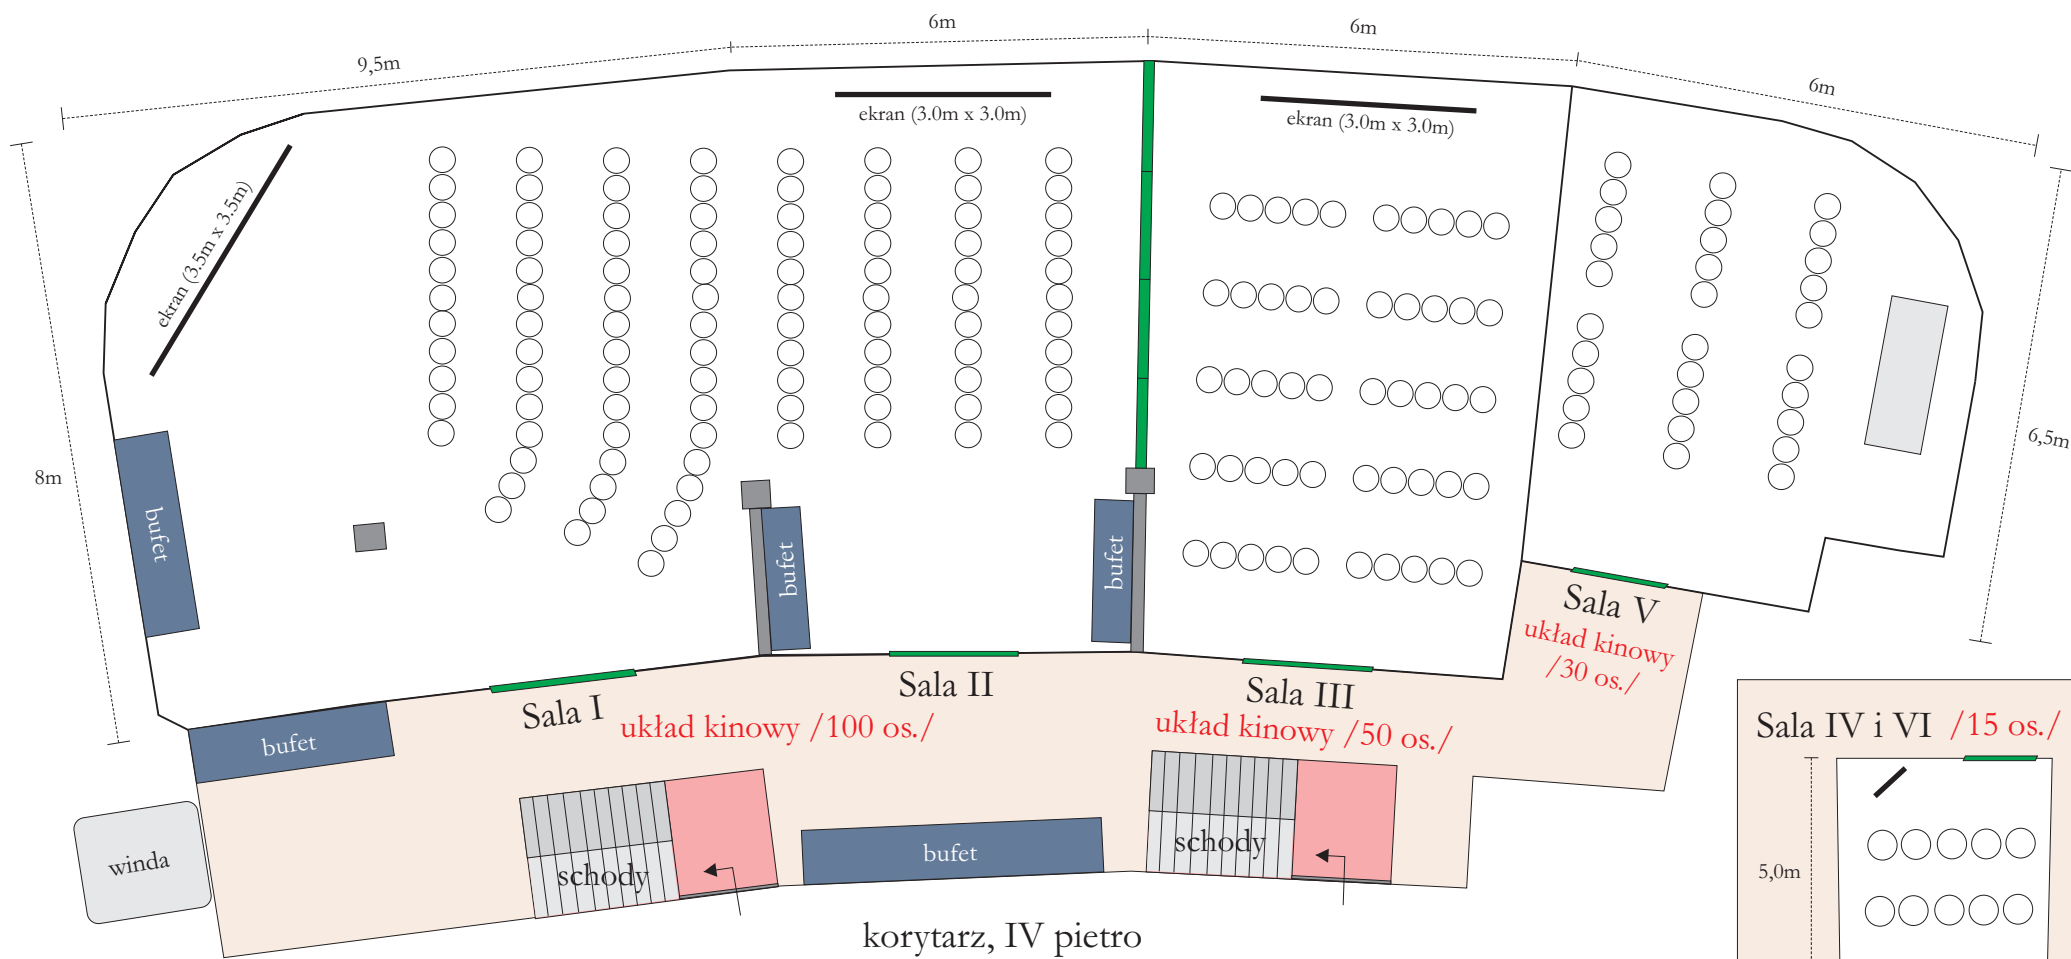 6m
6m
9,5m
6m
ekran (3.0m x 3.0m)
ekran (3.0m x 3.0m)
ekran (3.5m x 3.5m)
8m
6,5m
bufet
bufet
bufet
Sala V
układ kinowy
/30 os./
Sala I
Sala II
Sala III
układ kinowy /100 os./
układ kinowy /50 os./
bufet
Sala IV i VI /15 os./
winda
schody
bufet
schody
5,0m
korytarz, IV pietro